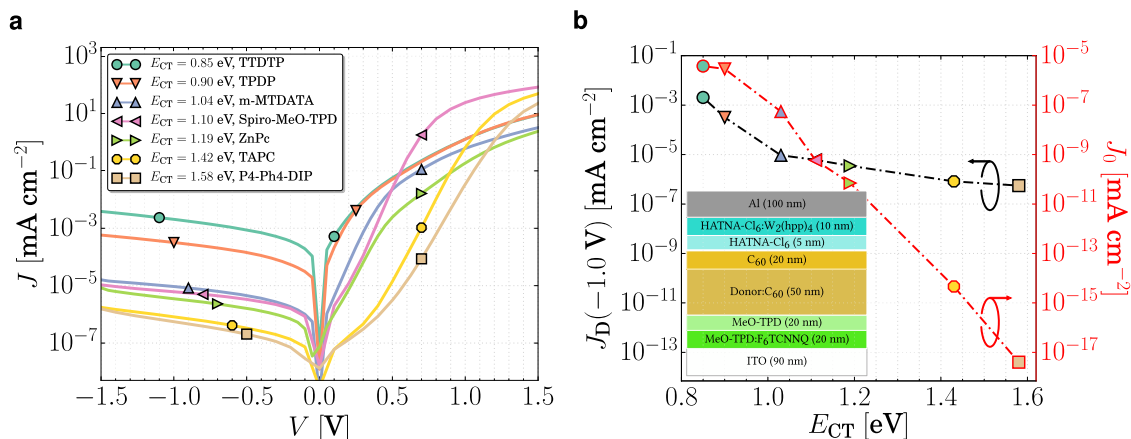 a
10^3
10^1
10^-1
10^-3
10^-5
10^-7
J [mA cm^-2]
E_CT = 0.85 eV, TTDTP
E_CT = 0.90 eV, TPDP
E_CT = 1.04 eV, m-MTDATA
E_CT = 1.10 eV, Spiro-MeO-TPD
E_CT = 1.19 eV, ZnPc
E_CT = 1.42 eV, TAPC
E_CT = 1.58 eV, P4-Ph4-DIP
−1.5 −1.0 −0.5 0.0 0.5 1.0 1.5
V [V]
b
10^-1
10^-3
10^-5
10^-7
10^-9
10^-11
10^-13
J_D(−1.0 V) [mA cm^-2]
Al (100 nm)
HATNA-Cl_6:W_2(hpp)_4 (10 nm)
HATNA-Cl_6 (5 nm)
C_60 (20 nm)
Donor:C_60 (50 nm)
MeO-TPD (20 nm)
MeO-TPD:F_6TCNNQ (20 nm)
ITO (90 nm)
10^-5
10^-7
10^-9
10^-11
10^-13
10^-15
10^-17
J_0 [mA cm^-2]
0.8 1.0 1.2 1.4 1.6
E_CT [eV]